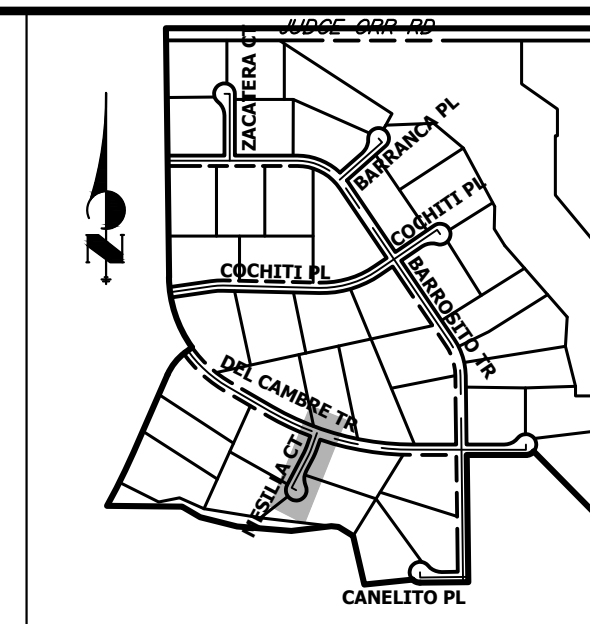 JUDGE ORR RD
ZACATERA CT
BARRANCA PL
COCHITI PL
COCHITI PL
BARROSITO TR
DEL CAMBRE TR
MESILLA CT
CANELITO PL
N